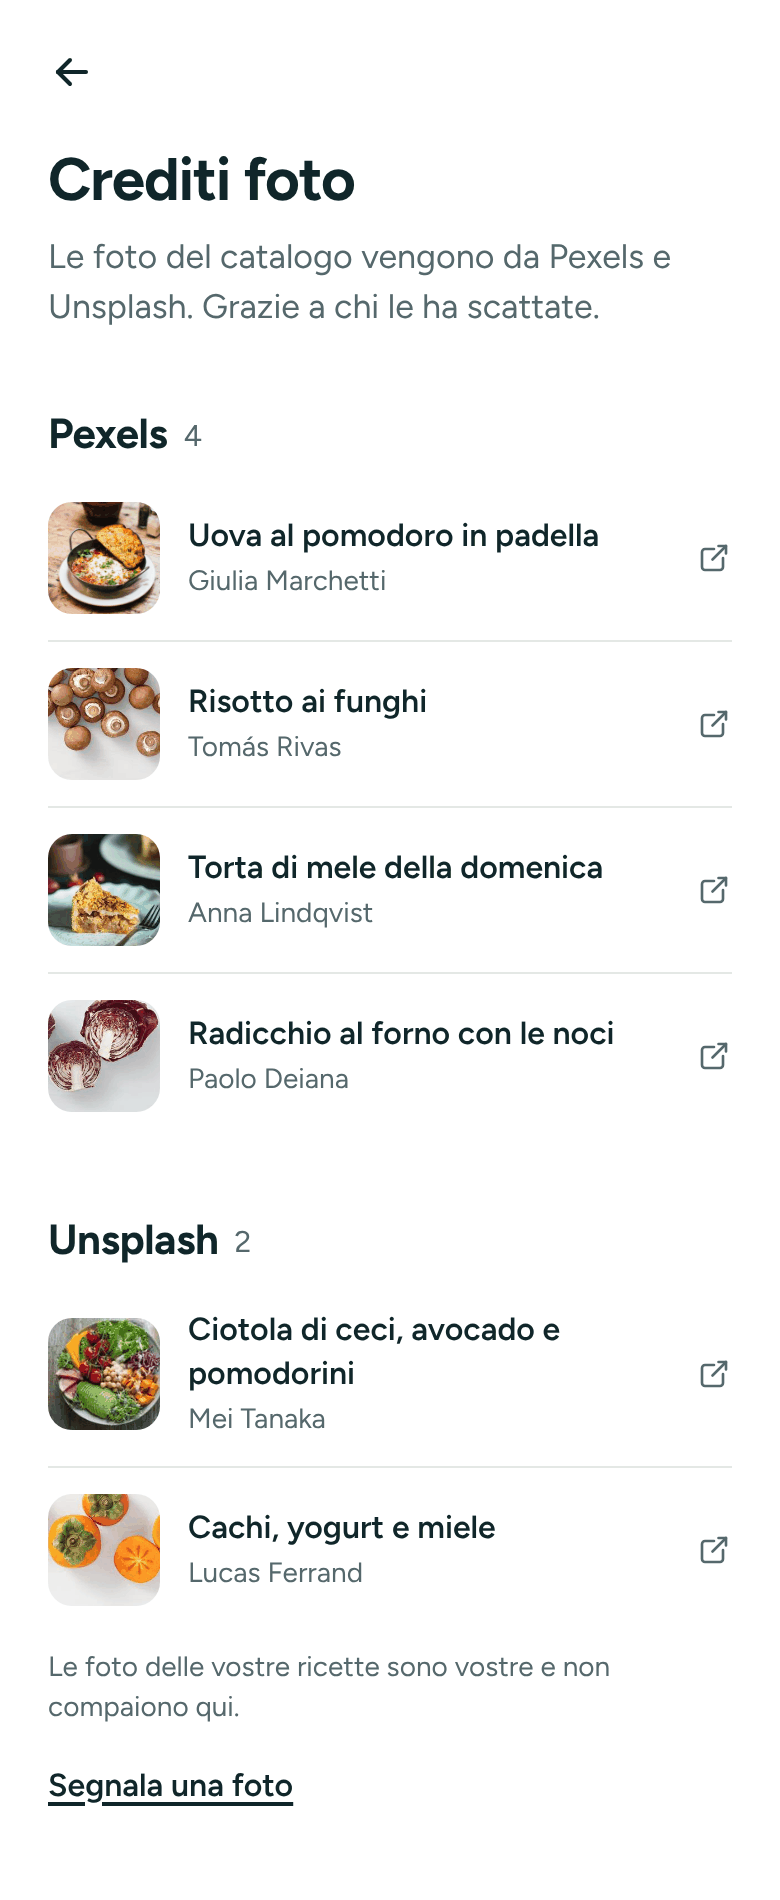 Crediti foto
Le foto del catalogo vengono da Pexels e
Unsplash. Grazie a chi le ha scattate.
Pexels 4
Uova al pomodoro in padella
Giulia Marchetti
Risotto ai funghi
Tomás Rivas
Torta di mele della domenica
Anna Lindqvist
Radicchio al forno con le noci
Paolo Deiana
Unsplash 2
Ciotola di ceci, avocado e
pomodorini
Mei Tanaka
Cachi, yogurt e miele
Lucas Ferrand
Le foto delle vostre ricette sono vostre e non
compaiono qui.
Segnala una foto